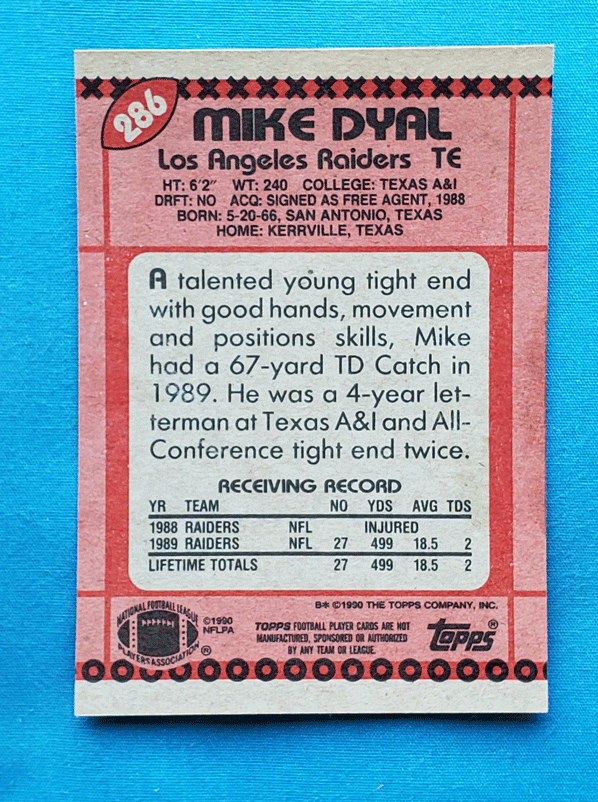 286
MIKE DYAL
Los Angeles Raiders TE
HT: 6'2" WT: 240 COLLEGE: TEXAS A&I
DRFT: NO ACQ: SIGNED AS FREE AGENT, 1988
BORN: 5-20-66, SAN ANTONIO, TEXAS
HOME: KERRVILLE, TEXAS
A talented young tight end
with good hands, movement
and positions skills, Mike
had a 67-yard TD Catch in
1989. He was a 4-year let-
terman at Texas A&I and All-
Conference tight end twice.
RECEIVING RECORD
YR TEAM NO YDS AVG TDS
1988 RAIDERS NFL INJURED
1989 RAIDERS NFL 27 499 18.5 2
LIFETIME TOTALS 27 499 18.5 2
B* ©1990 THE TOPPS COMPANY, INC.
NATIONAL FOOTBALL LEAGUE
PLAYERS ASSOCIATION ®
©1990
NFLPA
TOPPS FOOTBALL PLAYER CARDS ARE NOT
MANUFACTURED, SPONSORED OR AUTHORIZED
BY ANY TEAM OR LEAGUE.
TOPPS®